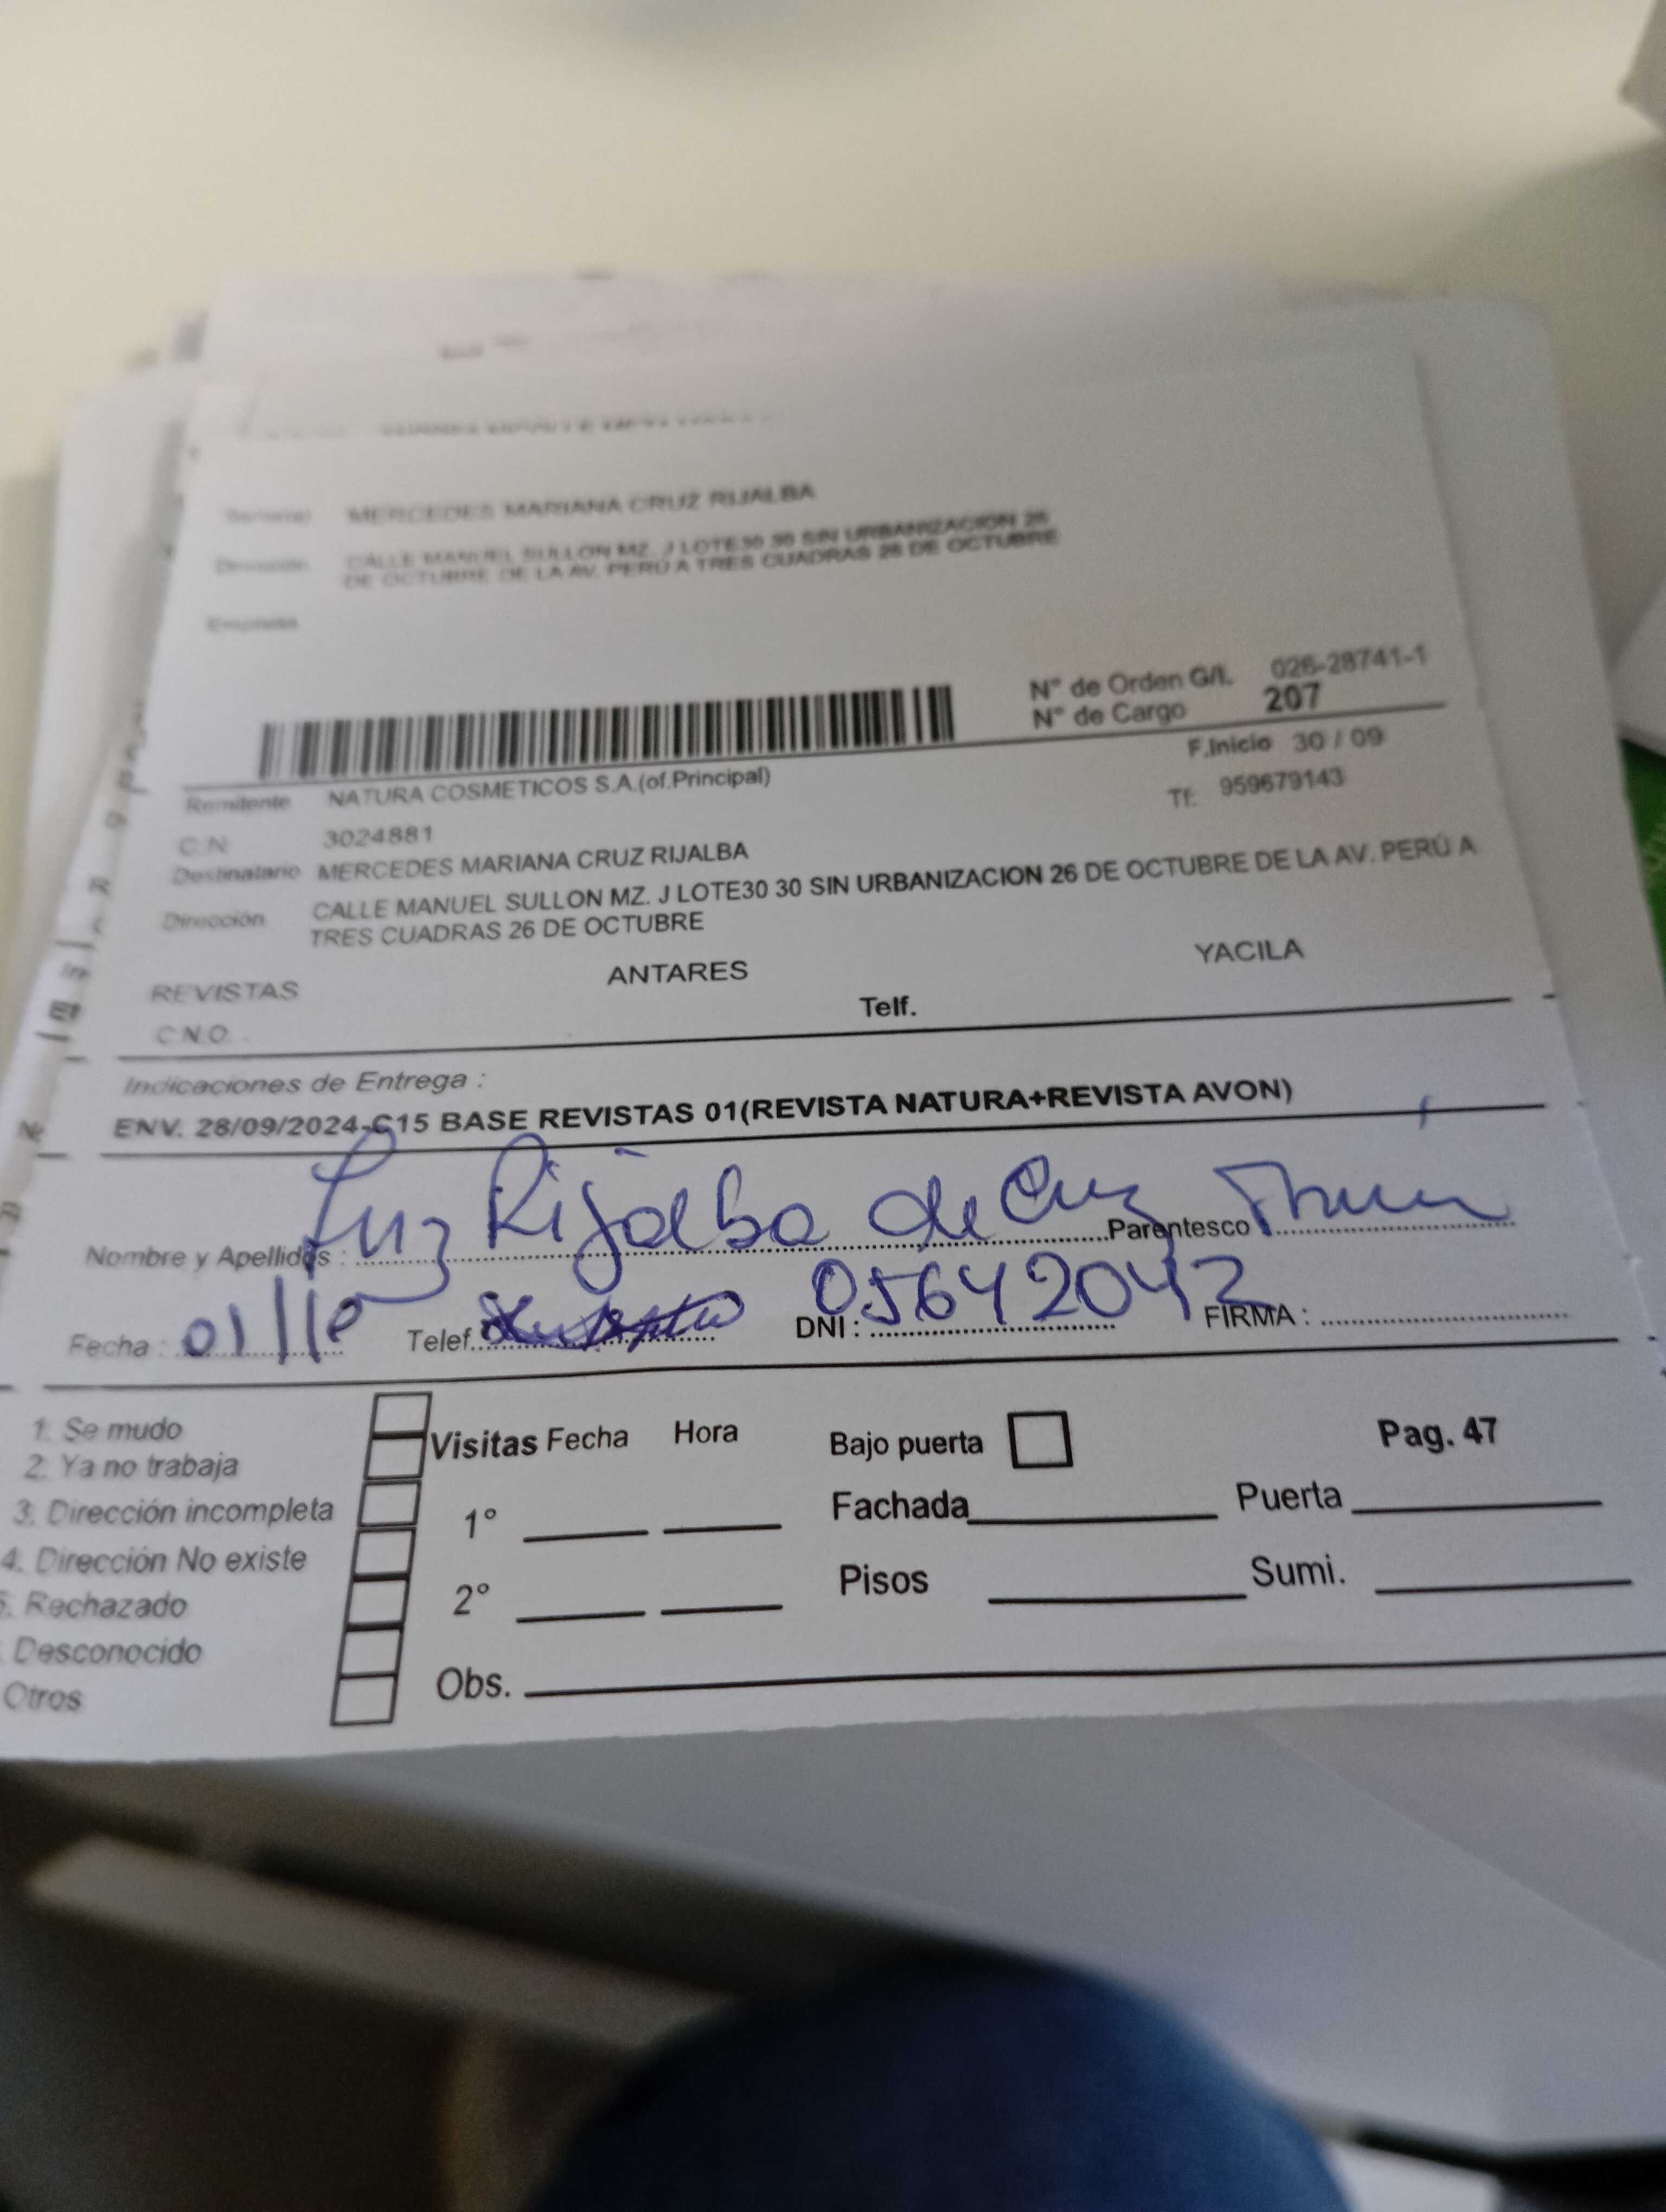 MERCEDES MARIANA CRUZ RIJALBA
Dirección CALLE MANUEL SULLON MZ. J LOTE30 30 SIN URBANIZACION 26
DE OCTUBRE DE LA AV. PERÚ A TRES CUADRAS 26 DE OCTUBRE
Empresa
N° de Orden G/L 026-28741-1
N° de Cargo 207
F.Inicio 30 / 09
Remitente NATURA COSMETICOS S.A.(of.Principal)
Tf: 959679143
C.N 3024881
Destinatario MERCEDES MARIANA CRUZ RIJALBA
Dirección CALLE MANUEL SULLON MZ. J LOTE30 30 SIN URBANIZACION 26 DE OCTUBRE DE LA AV. PERÚ A
TRES CUADRAS 26 DE OCTUBRE
REVISTAS ANTARES YACILA
C.N.O. Telf.
Indicaciones de Entrega :
ENV. 28/09/2024-C15 BASE REVISTAS 01(REVISTA NATURA+REVISTA AVON)
Nombre y Apellidos : Luz Rijalba de Cruz Parentesco
Fecha : 01/10 Telef. DNI : 05642042 FIRMA :
1. Se mudo
2. Ya no trabaja
3. Dirección incompleta
4. Dirección No existe
5. Rechazado
Desconocido
Otros
Visitas Fecha Hora
1°
2°
Obs.
Bajo puerta Pag. 47
Fachada Puerta
Pisos Sumi.